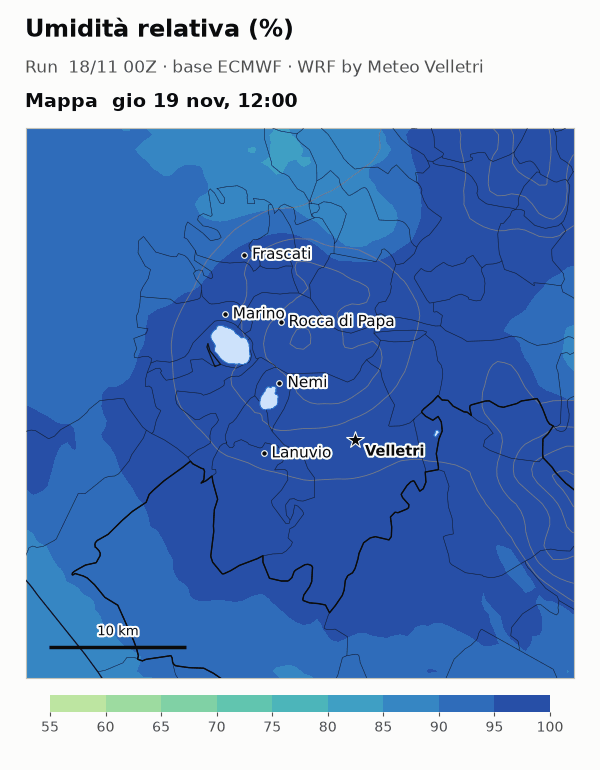 Umidità relativa (%)
Run  18/11 00Z · base ECMWF · WRF by Meteo Velletri
Mappa  gio 19 nov, 12:00
Frascati
Marino
Rocca di Papa
Nemi
Velletri
Lanuvio
10 km
55 60 65 70 75 80 85 90 95 100